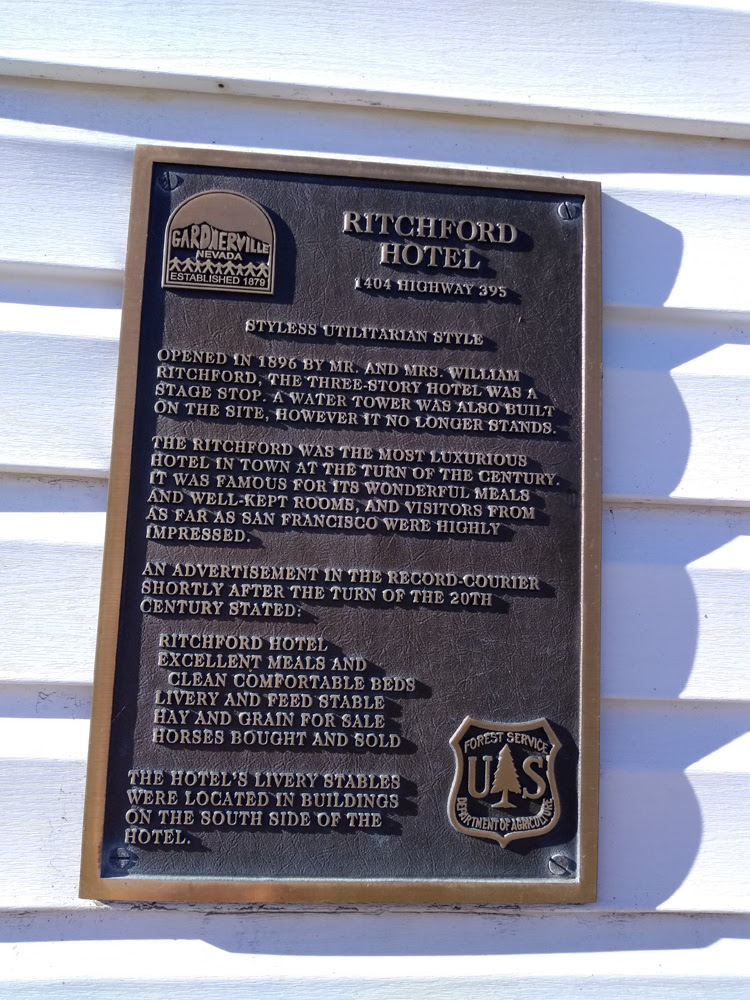 GARDNERVILLE
NEVADA
ESTABLISHED 1879
RITCHFORD
HOTEL
1404 HIGHWAY 395
STYLESS UTILITARIAN STYLE
OPENED IN 1896 BY MR. AND MRS. WILLIAM
RITCHFORD, THE THREE-STORY HOTEL WAS A
STAGE STOP. A WATER TOWER WAS ALSO BUILT
ON THE SITE, HOWEVER IT NO LONGER STANDS.
THE RITCHFORD WAS THE MOST LUXURIOUS
HOTEL IN TOWN AT THE TURN OF THE CENTURY.
IT WAS FAMOUS FOR ITS WONDERFUL MEALS
AND WELL-KEPT ROOMS, AND VISITORS FROM
AS FAR AS SAN FRANCISCO WERE HIGHLY
IMPRESSED.
AN ADVERTISEMENT IN THE RECORD-COURIER
SHORTLY AFTER THE TURN OF THE 20TH
CENTURY STATED:
RITCHFORD HOTEL
EXCELLENT MEALS AND
CLEAN COMFORTABLE BEDS
LIVERY AND FEED STABLE
HAY AND GRAIN FOR SALE
HORSES BOUGHT AND SOLD
THE HOTEL'S LIVERY STABLES
WERE LOCATED IN BUILDINGS
ON THE SOUTH SIDE OF THE
HOTEL.
FOREST SERVICE
U S
DEPARTMENT OF AGRICULTURE